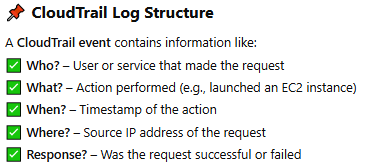 📌 CloudTrail Log Structure
A CloudTrail event contains information like:
✅ Who? – User or service that made the request
✅ What? – Action performed (e.g., launched an EC2 instance)
✅ When? – Timestamp of the action
✅ Where? – Source IP address of the request
✅ Response? – Was the request successful or failed